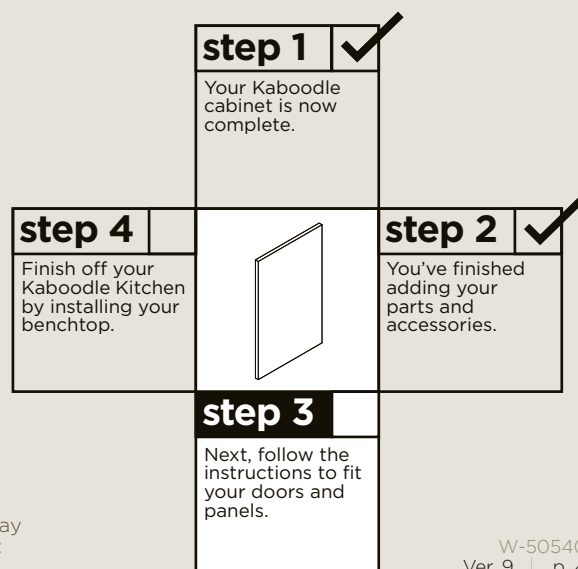 step 1
Your Kaboodle
cabinet is now
complete.
step 4
Finish off your
Kaboodle Kitchen
by installing your
benchtop.
step 2
You've finished
adding your
parts and
accessories.
step 3
Next, follow the
instructions to fit
your doors and
panels.
Ver. 9 | p.